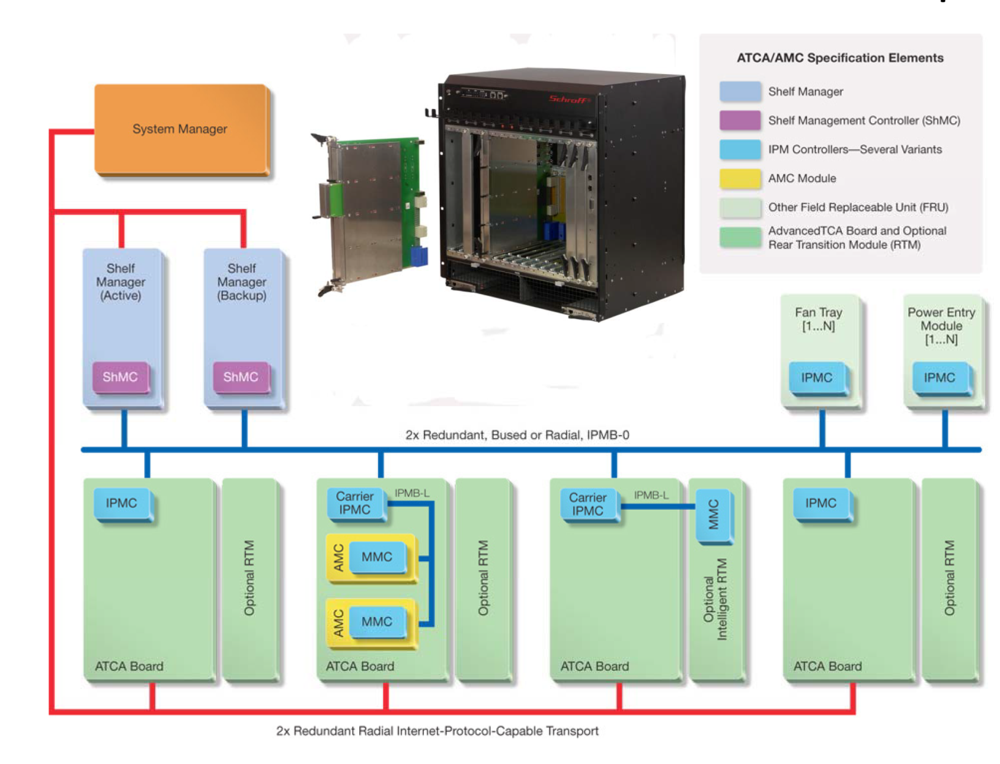 ATCA/AMC Specification Elements
Shelf Manager
Shelf Management Controller (ShMC)
IPM Controllers—Several Variants
AMC Module
Other Field Replaceable Unit (FRU)
AdvancedTCA Board and Optional
Rear Transition Module (RTM)
Schroff
System Manager
Shelf
Manager
(Active)
ShMC
Shelf
Manager
(Backup)
ShMC
Fan Tray
[1...N]
IPMC
Power Entry
Module
[1...N]
IPMC
2x Redundant, Bused or Radial, IPMB-0
IPMC
ATCA Board
Optional RTM
Carrier
IPMC
IPMB-L
AMC
MMC
AMC
MMC
ATCA Board
Optional RTM
Carrier
IPMC
IPMB-L
ATCA Board
MMC
Optional
Intelligent RTM
IPMC
ATCA Board
Optional RTM
2x Redundant Radial Internet-Protocol-Capable Transport